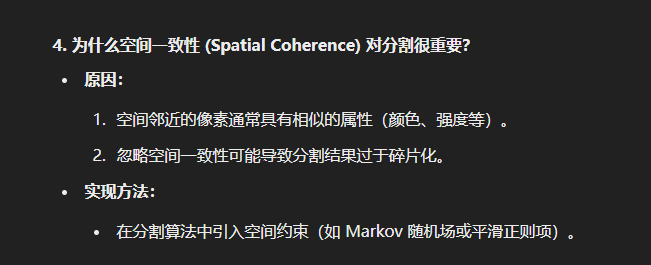 4. 为什么空间一致性 (Spatial Coherence) 对分割很重要?
• 原因：
1. 空间邻近的像素通常具有相似的属性（颜色、强度等）。
2. 忽略空间一致性可能导致分割结果过于碎片化。
• 实现方法：
• 在分割算法中引入空间约束（如 Markov 随机场或平滑正则项）。